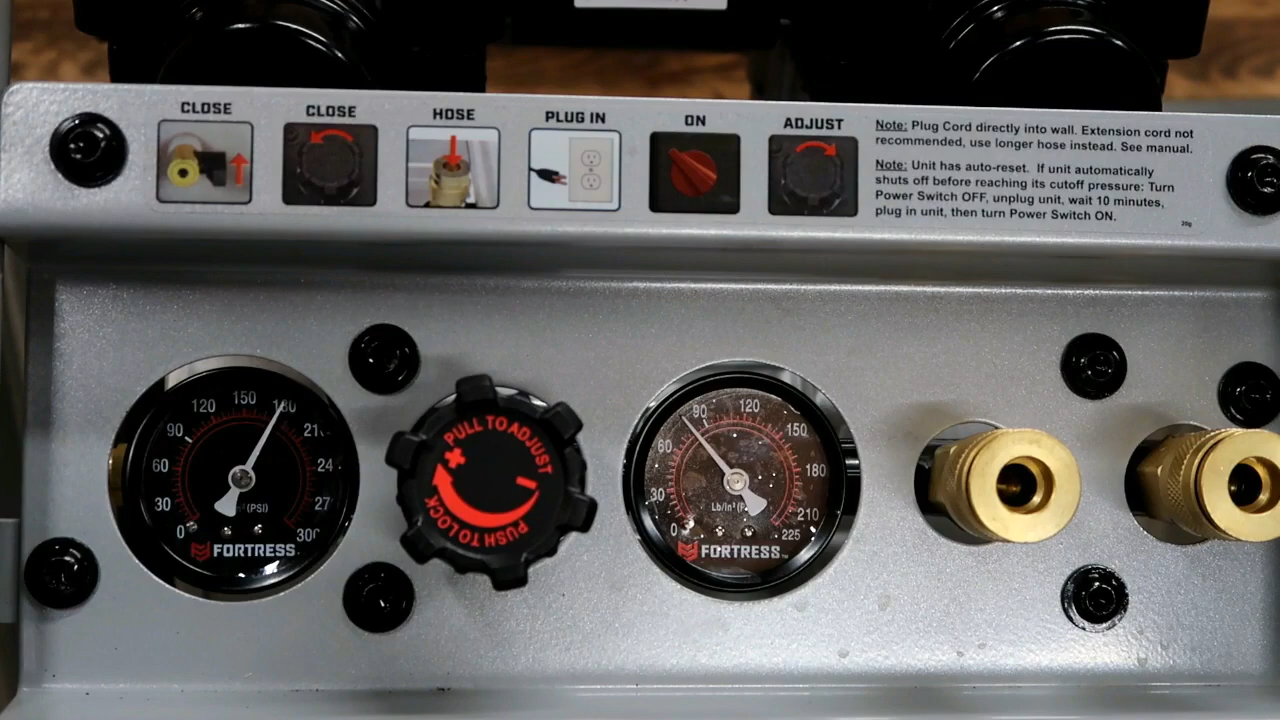 CLOSE
CLOSE
HOSE
PLUG IN
ON
ADJUST
Note: Plug Cord directly into wall. Extension cord not
recommended, use longer hose instead. See manual.
Note: Unit has auto-reset. If unit automatically
shuts off before reaching its cutoff pressure: Turn
Power Switch OFF, unplug unit, wait 10 minutes,
plug in unit, then turn Power Switch ON.
20g
0
30
60
90
120
150
180
21
24
27
300
(PSI)
FORTRESS
PULL TO ADJUST
+
-
PUSH TO LOCK
0
30
60
90
120
150
180
210
225
Lb/in²
FORTRESS